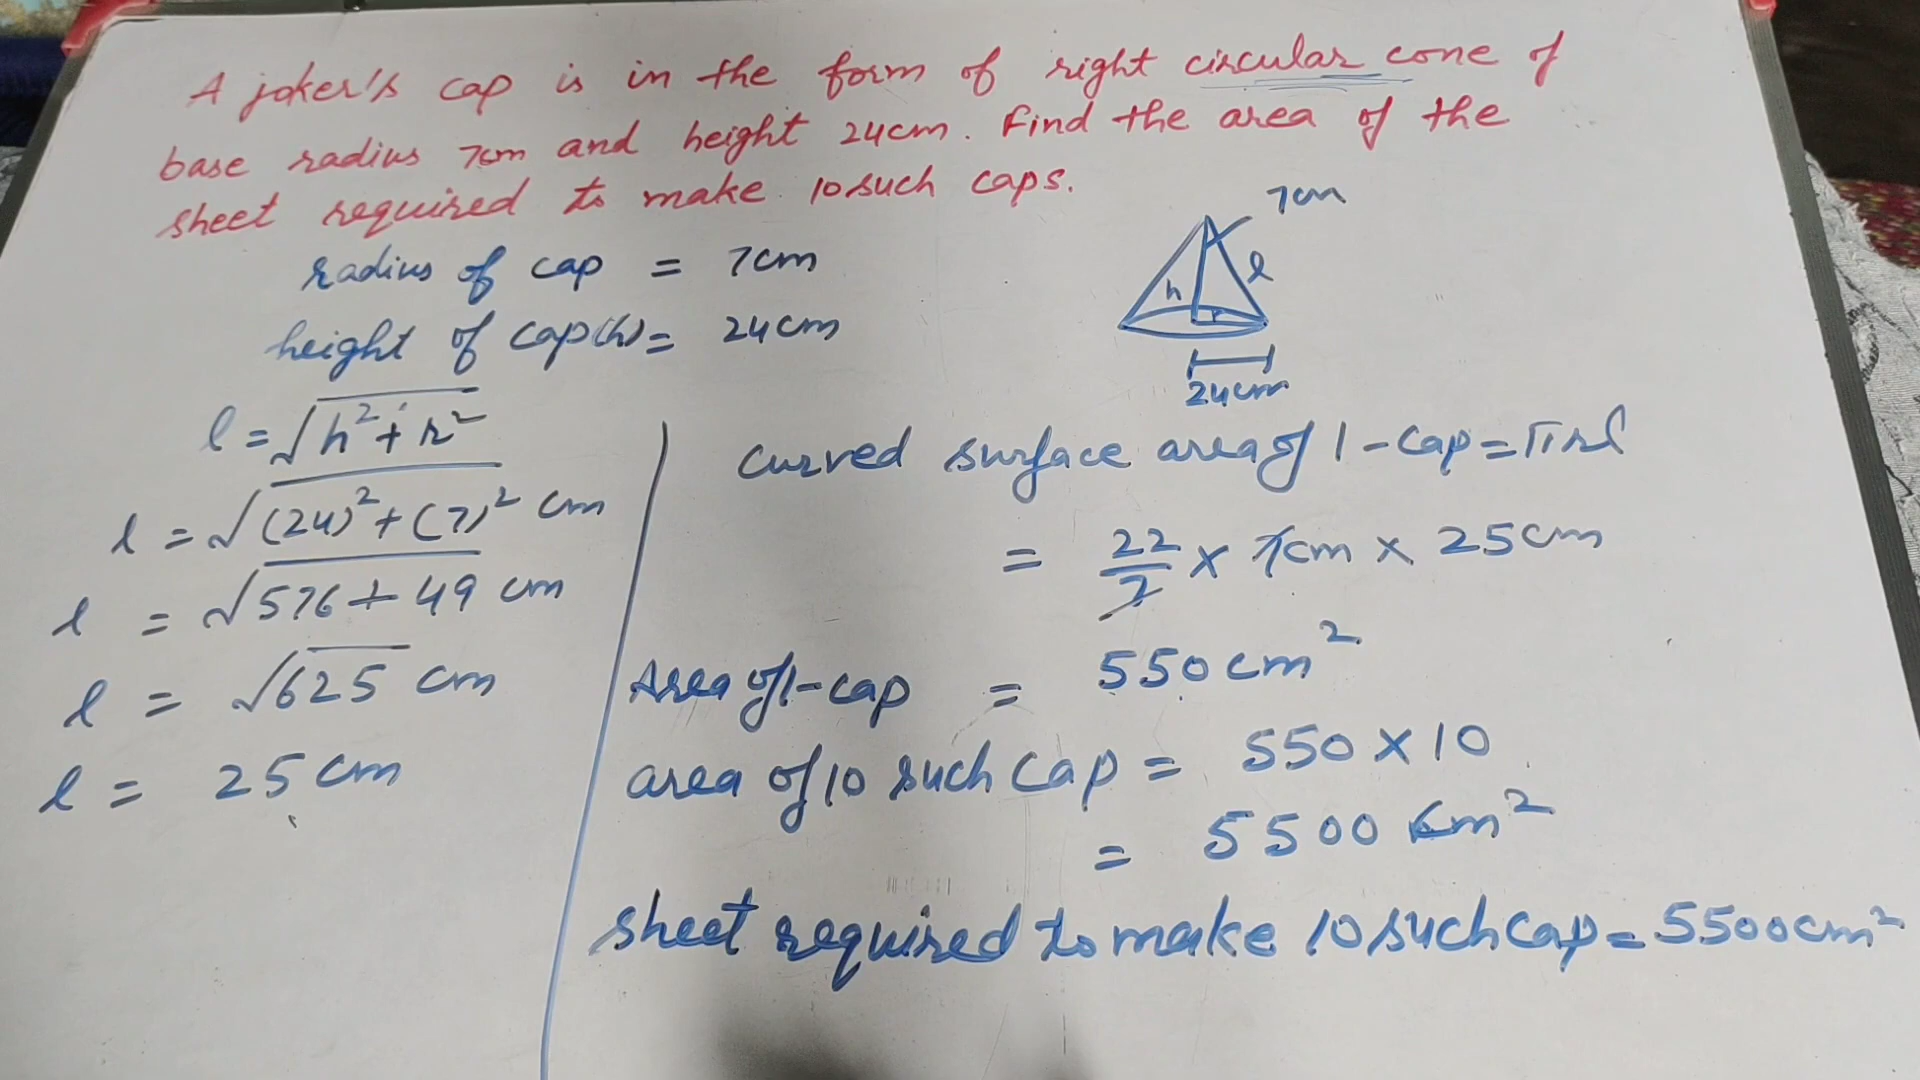 A joker's cap is in the form of right circular cone of
base radius 7cm and height 24cm. Find the area of the
sheet required to make 10 such caps.
7cm
h
l
r
24cm
radius of cap = 7cm
height of cap(h) = 24cm
l = √h²+r²
l = √(24)²+(7)² cm
l = √576+49 cm
l = √625 cm
l = 25cm
curved surface area of 1-cap = πrl
= 22/7 × 7cm × 25cm
Area of 1-cap = 550cm²
area of 10 such cap = 550×10
= 5500 cm²
sheet required to make 10 such cap = 5500cm²